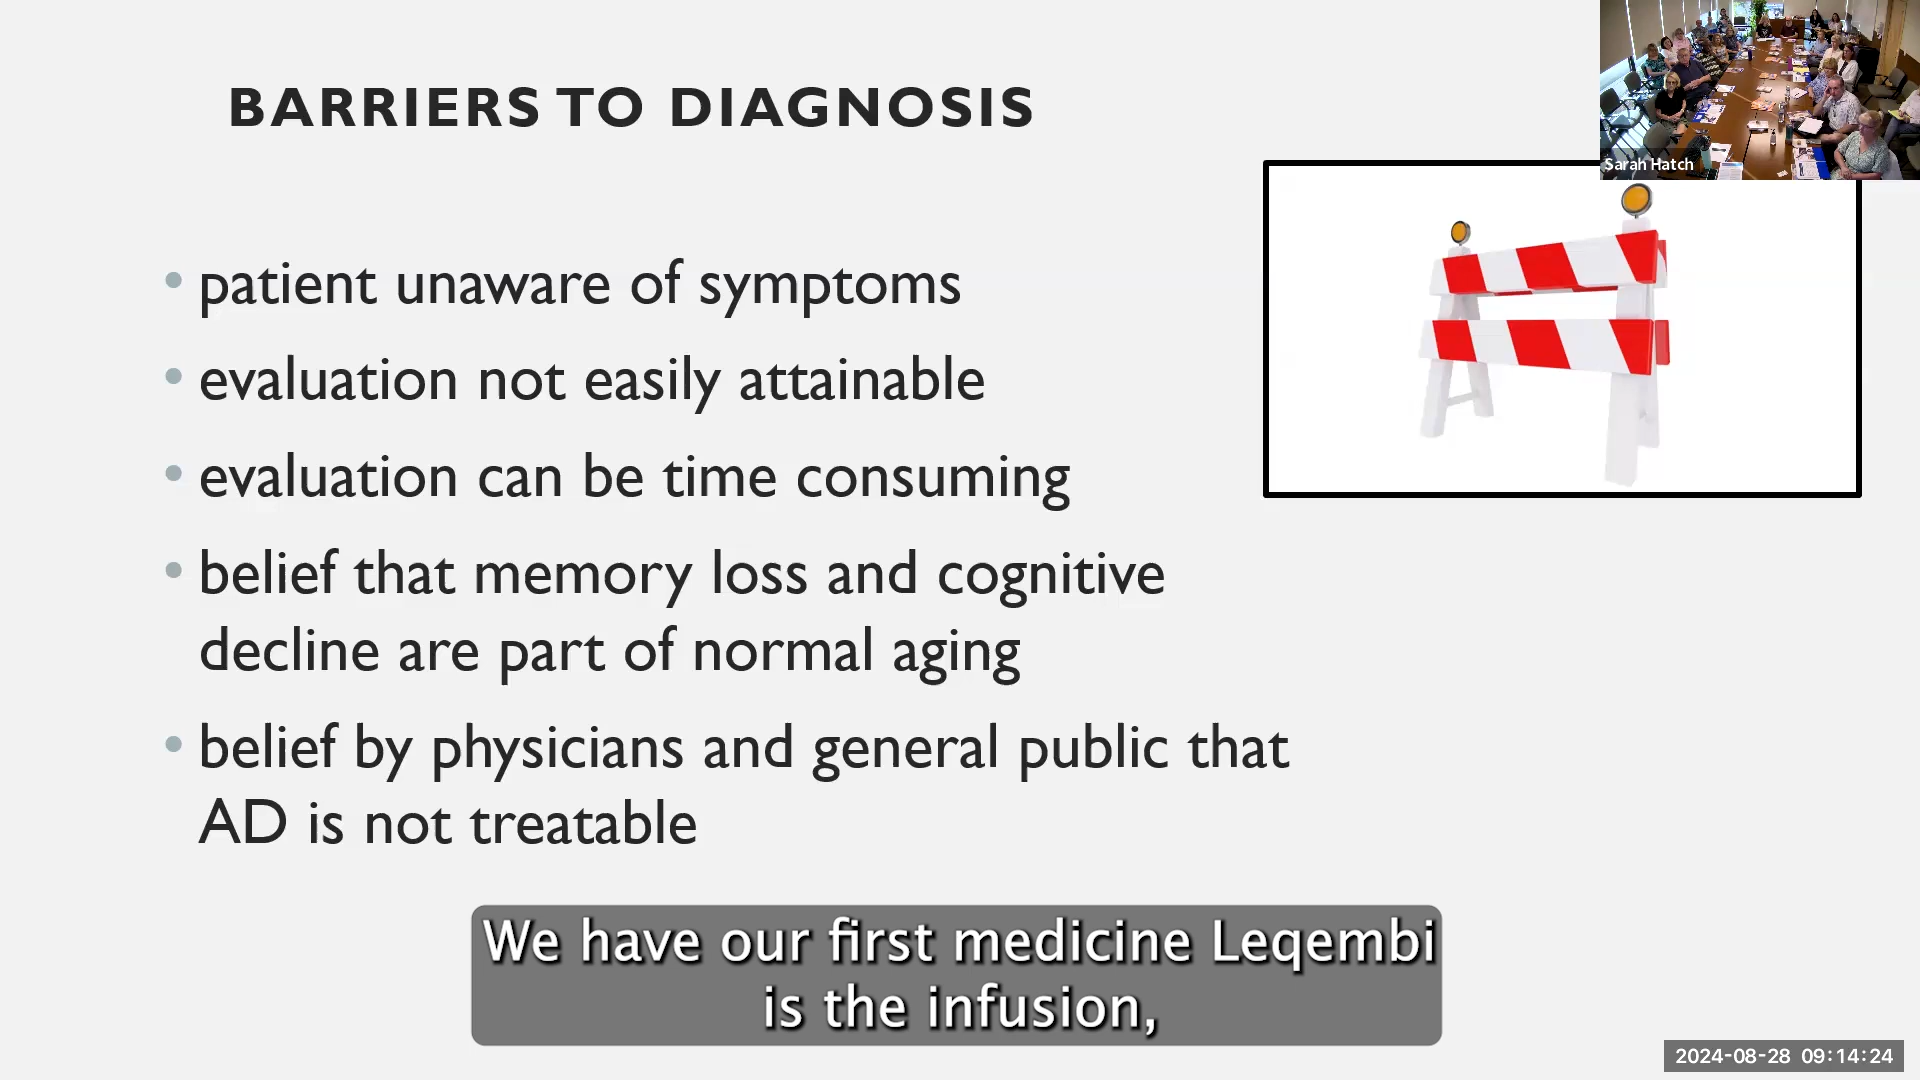 BARRIERS TO DIAGNOSIS
Sarah Hatch
• patient unaware of symptoms
• evaluation not easily attainable
• evaluation can be time consuming
• belief that memory loss and cognitive
decline are part of normal aging
• belief by physicians and general public that
AD is not treatable
We have our first medicine Leqembi
is the infusion,
2024-08-28 09:14:24